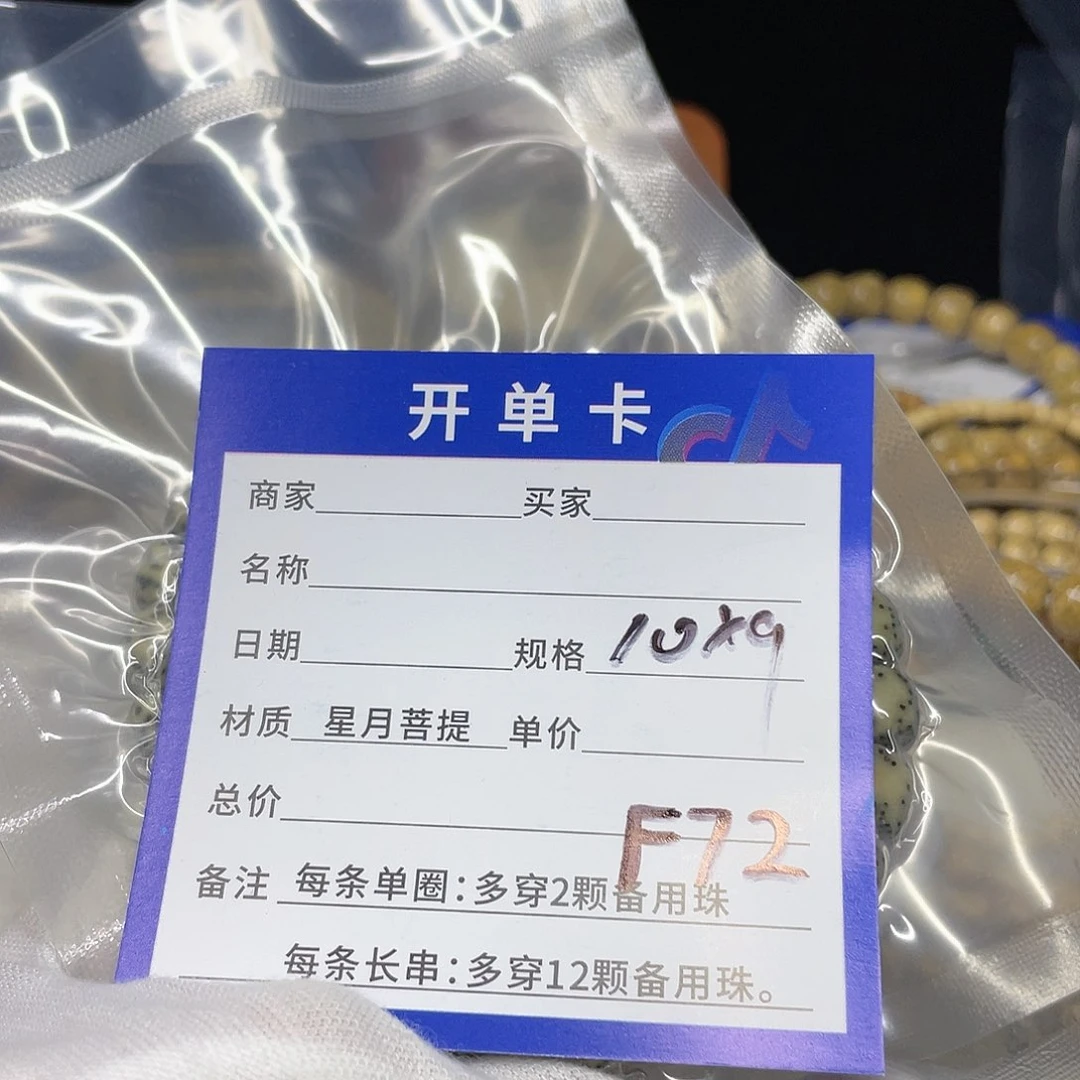 开单卡
商家 买家
名称
日期 规格 10x9
材质 星月菩提 单价
总价
F72
备注 每条单圈：多穿2颗备用珠
每条长串：多穿12颗备用珠。